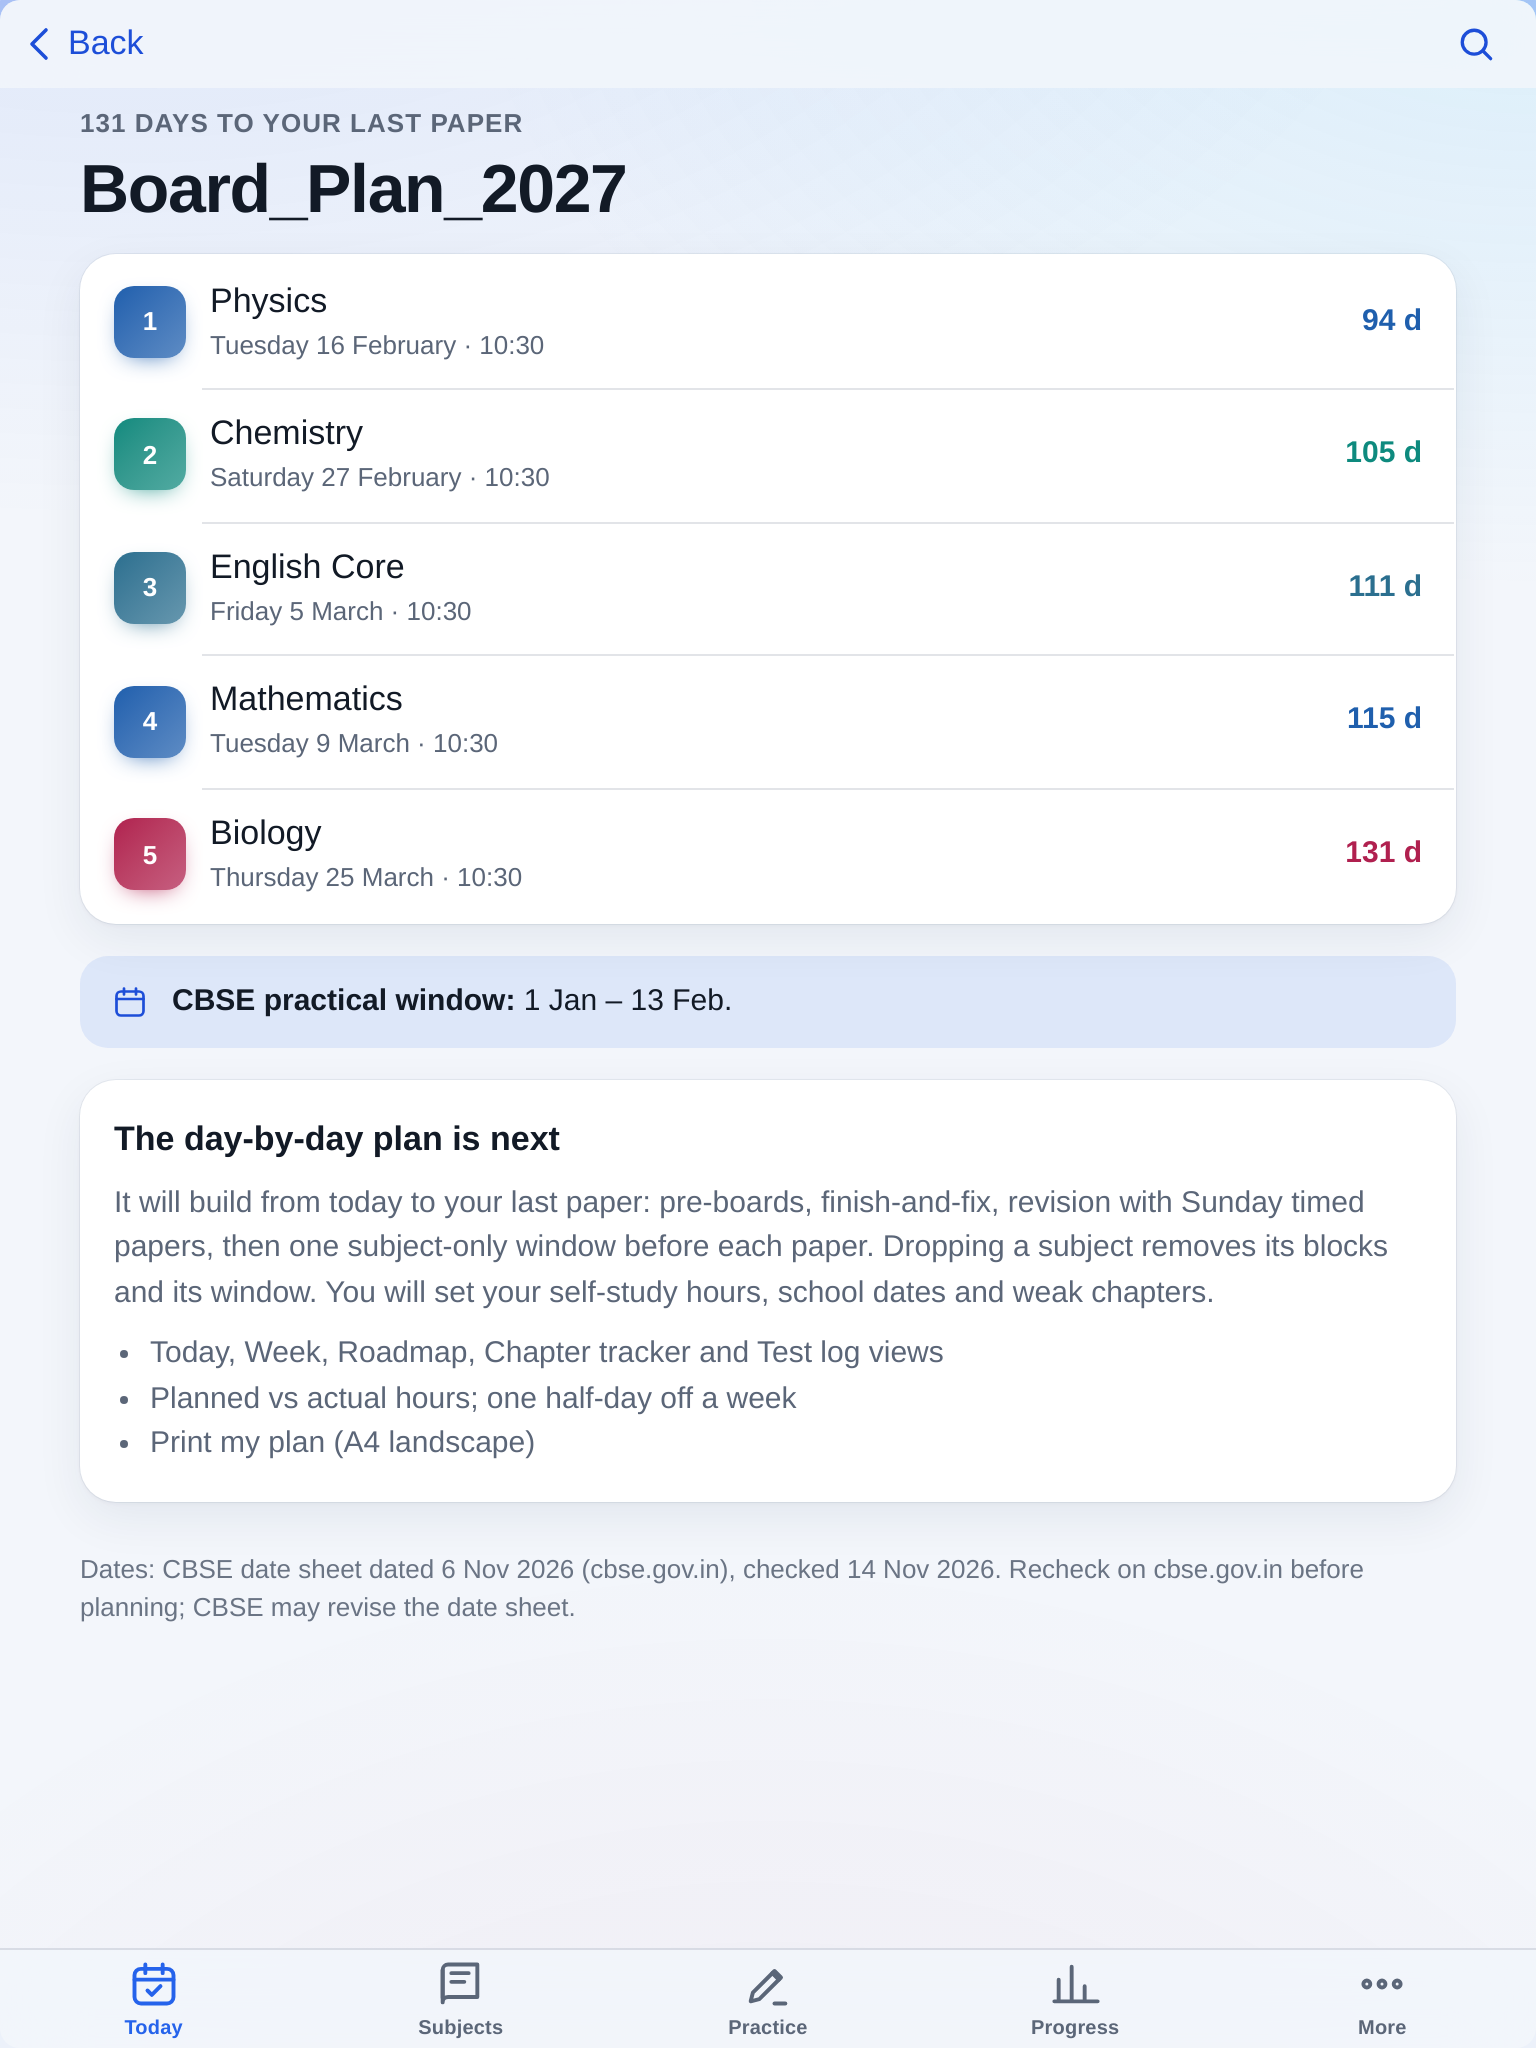 Back
131 DAYS TO YOUR LAST PAPER
Board_Plan_2027
1
Physics
Tuesday 16 February · 10:30
94 d
2
Chemistry
Saturday 27 February · 10:30
105 d
3
English Core
Friday 5 March · 10:30
111 d
4
Mathematics
Tuesday 9 March · 10:30
115 d
5
Biology
Thursday 25 March · 10:30
131 d
CBSE practical window: 1 Jan – 13 Feb.
The day-by-day plan is next
It will build from today to your last paper: pre-boards, finish-and-fix, revision with Sunday timed
papers, then one subject-only window before each paper. Dropping a subject removes its blocks
and its window. You will set your self-study hours, school dates and weak chapters.
• Today, Week, Roadmap, Chapter tracker and Test log views
• Planned vs actual hours; one half-day off a week
• Print my plan (A4 landscape)
Dates: CBSE date sheet dated 6 Nov 2026 (cbse.gov.in), checked 14 Nov 2026. Recheck on cbse.gov.in before
planning; CBSE may revise the date sheet.
Today
Subjects
Practice
Progress
More